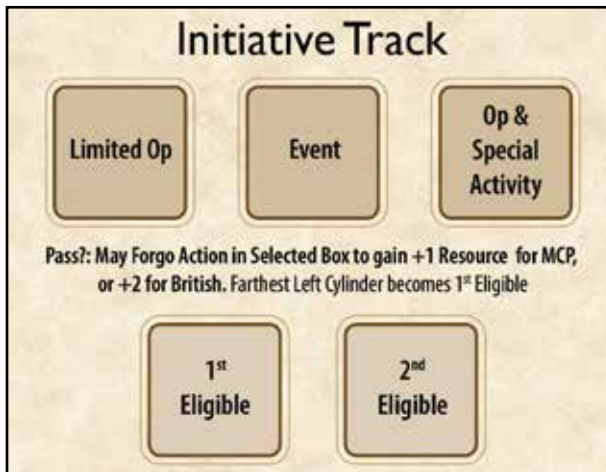 Initiative Track
Limited Op
Event
Op &
Special
Activity
Pass?: May Forgo Action in Selected Box to gain +1 Resource for MCP,
or +2 for British. Farthest Left Cylinder becomes 1st Eligible
1st
Eligible
2nd
Eligible